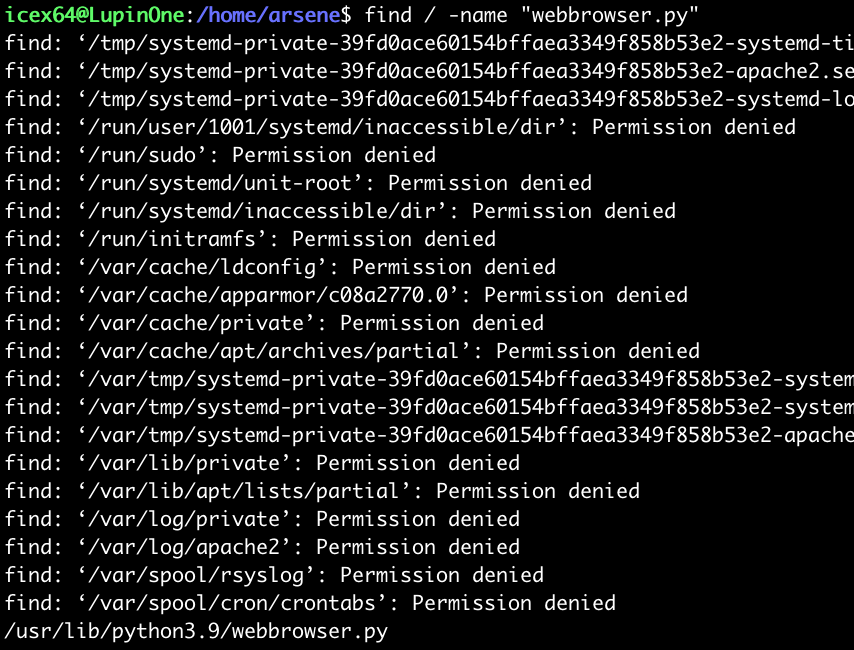 icex64@LupinOne:/home/arsene$ find / -name "webbrowser.py"
find: ‘/tmp/systemd-private-39fd0ace60154bffaea3349f858b53e2-systemd-ti
find: ‘/tmp/systemd-private-39fd0ace60154bffaea3349f858b53e2-apache2.se
find: ‘/tmp/systemd-private-39fd0ace60154bffaea3349f858b53e2-systemd-lo
find: ‘/run/user/1001/systemd/inaccessible/dir’: Permission denied
find: ‘/run/sudo’: Permission denied
find: ‘/run/systemd/unit-root’: Permission denied
find: ‘/run/systemd/inaccessible/dir’: Permission denied
find: ‘/run/initramfs’: Permission denied
find: ‘/var/cache/ldconfig’: Permission denied
find: ‘/var/cache/apparmor/c08a2770.0’: Permission denied
find: ‘/var/cache/private’: Permission denied
find: ‘/var/cache/apt/archives/partial’: Permission denied
find: ‘/var/tmp/systemd-private-39fd0ace60154bffaea3349f858b53e2-system
find: ‘/var/tmp/systemd-private-39fd0ace60154bffaea3349f858b53e2-system
find: ‘/var/tmp/systemd-private-39fd0ace60154bffaea3349f858b53e2-apache
find: ‘/var/lib/private’: Permission denied
find: ‘/var/lib/apt/lists/partial’: Permission denied
find: ‘/var/log/private’: Permission denied
find: ‘/var/log/apache2’: Permission denied
find: ‘/var/spool/rsyslog’: Permission denied
find: ‘/var/spool/cron/crontabs’: Permission denied
/usr/lib/python3.9/webbrowser.py